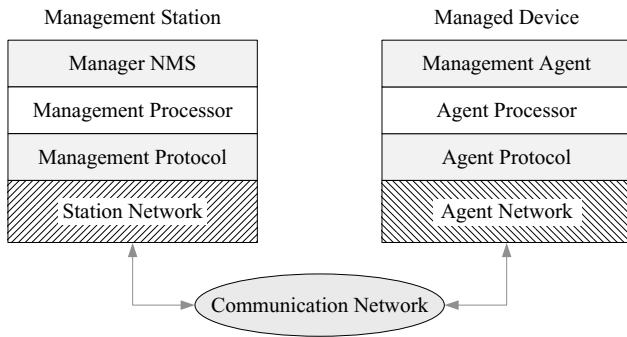 Management Station
Manager NMS
Management Processor
Management Protocol
Station Network
Managed Device
Management Agent
Agent Processor
Agent Protocol
Agent Network
Communication Network